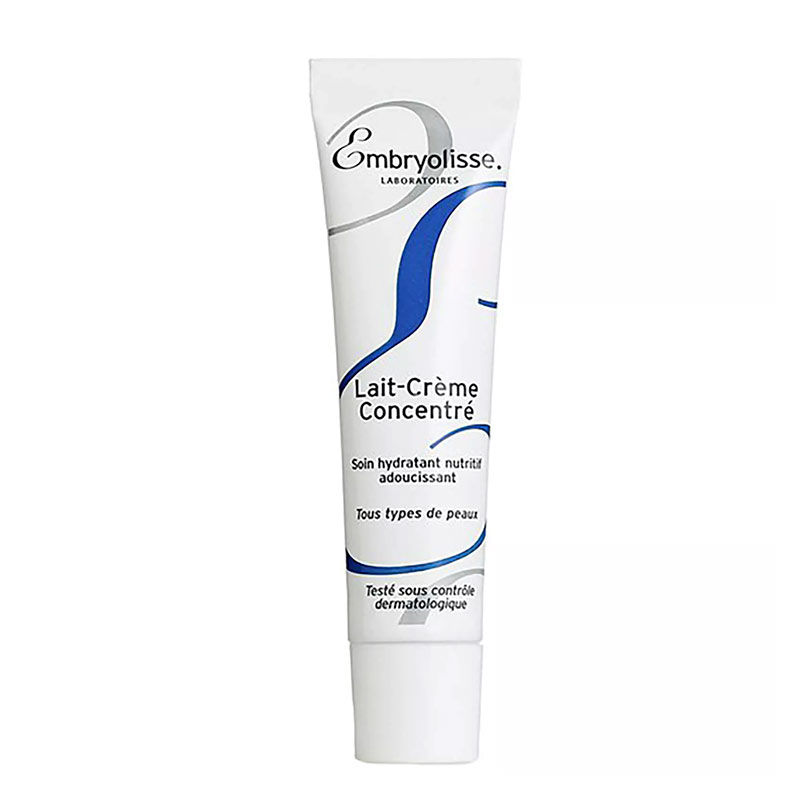 Embryolisse.
LABORATOIRES
Lait-Crème
Concentré
Soin hydratant nutritif
adoucissant
Tous types de peaux
Testé sous contrôle
dermatologique